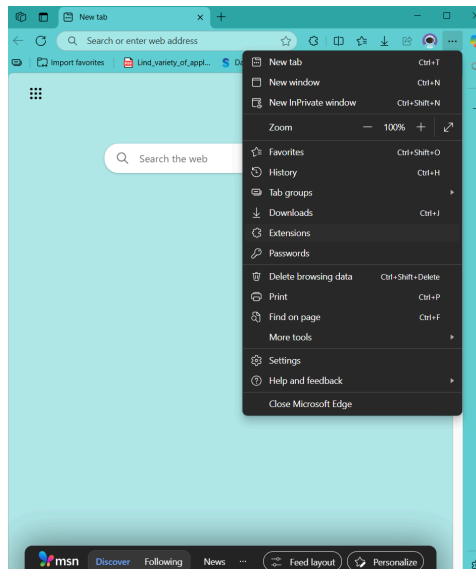 New tab
Search or enter web address
Import favorites
Lind_variety_of_appl...
New tab Ctrl+T
New window Ctrl+N
New InPrivate window Ctrl+Shift+N
Zoom 100%
Favorites Ctrl+Shift+O
History Ctrl+H
Tab groups
Downloads Ctrl+J
Extensions
Passwords
Delete browsing data Ctrl+Shift+Delete
Print Ctrl+P
Find on page Ctrl+F
More tools
Settings
Help and feedback
Close Microsoft Edge
Search the web
msn Discover Following News ... Feed layout Personalize